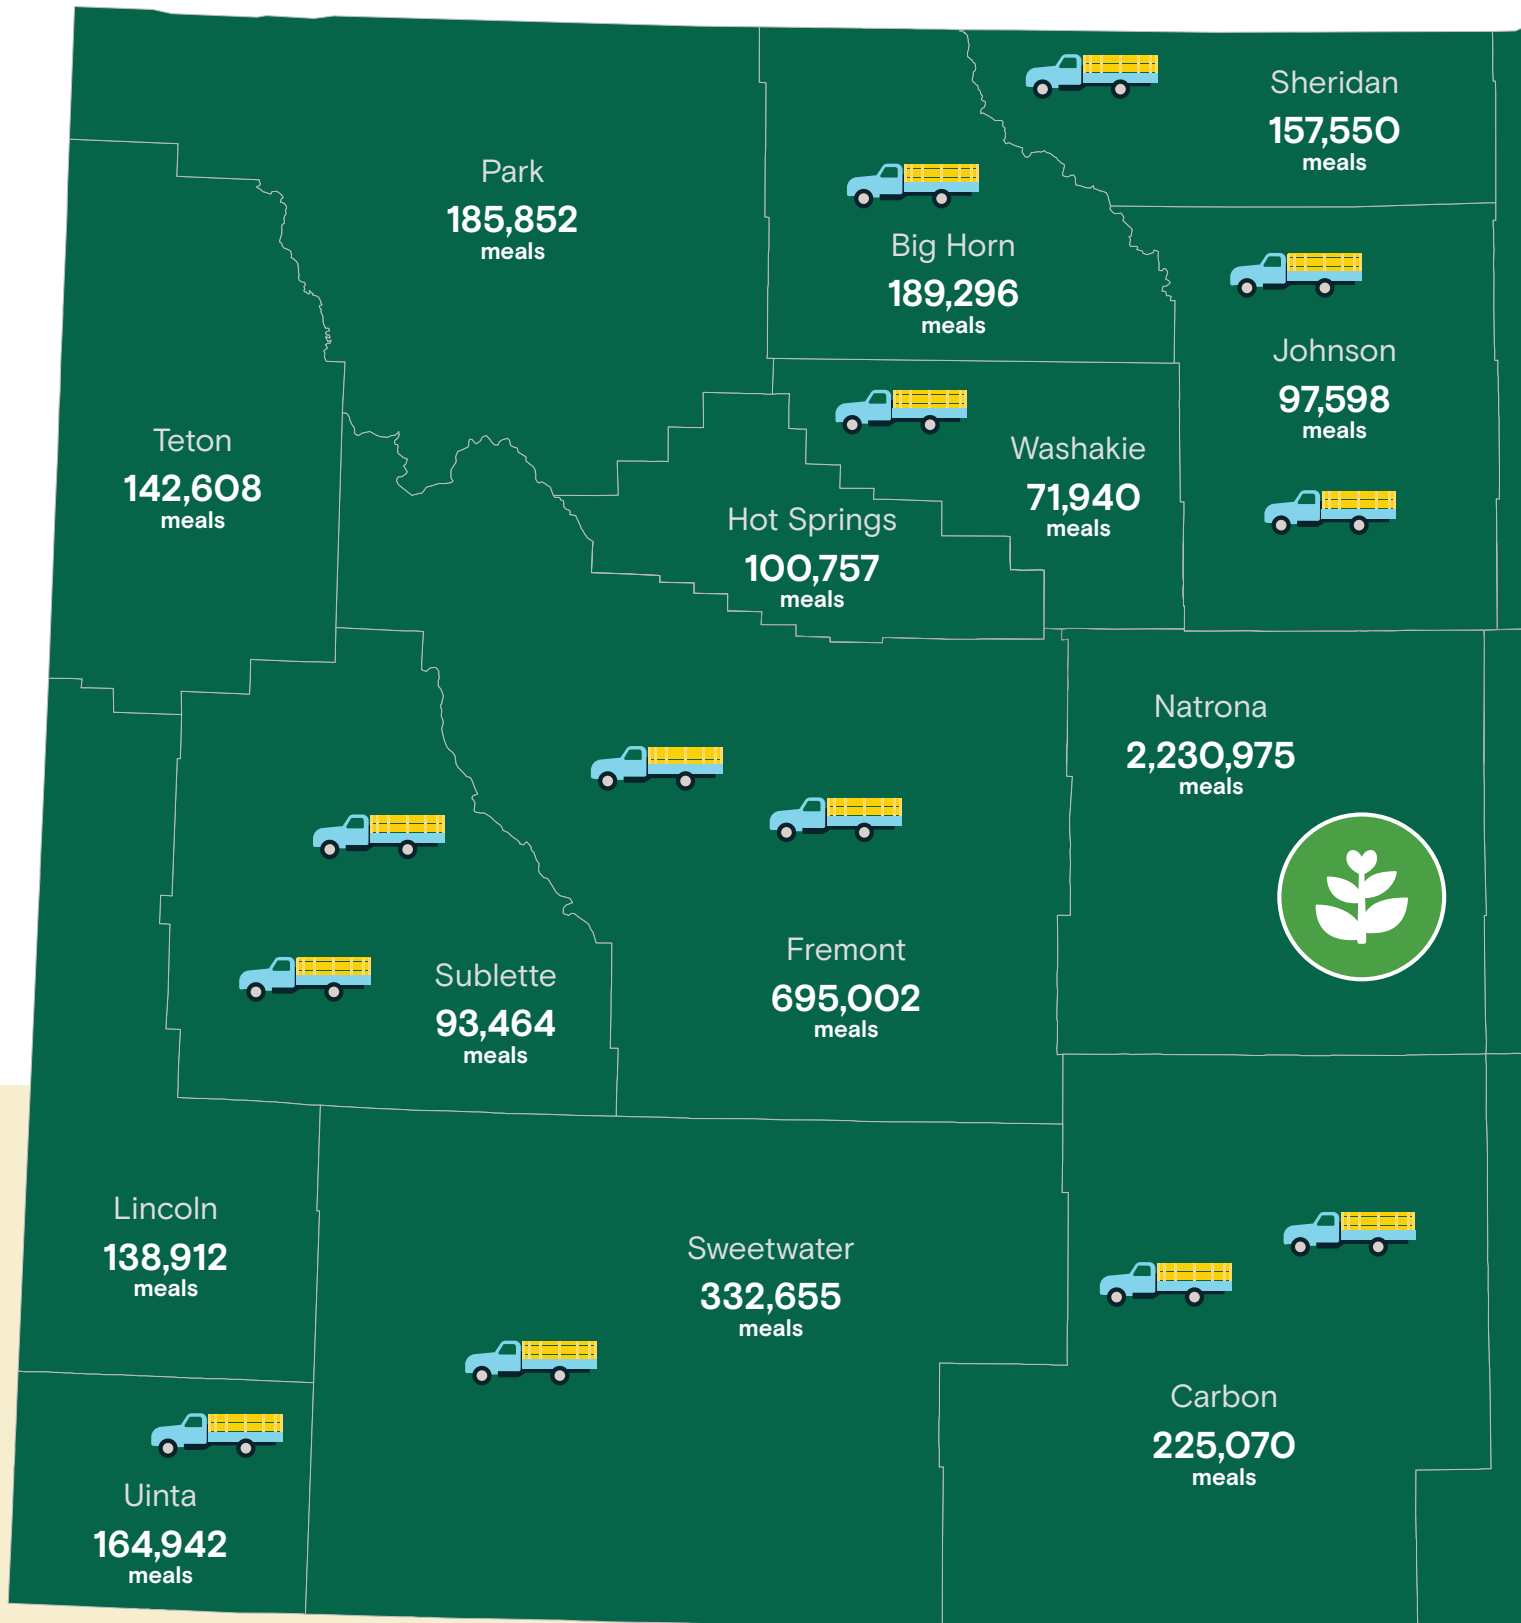 Sheridan
157,550
meals
Park
185,852
meals
Big Horn
189,296
meals
Johnson
97,598
meals
Teton
142,608
meals
Washakie
71,940
meals
Hot Springs
100,757
meals
Natrona
2,230,975
meals
Fremont
695,002
meals
Sublette
93,464
meals
Lincoln
138,912
meals
Sweetwater
332,655
meals
Carbon
225,070
meals
Uinta
164,942
meals